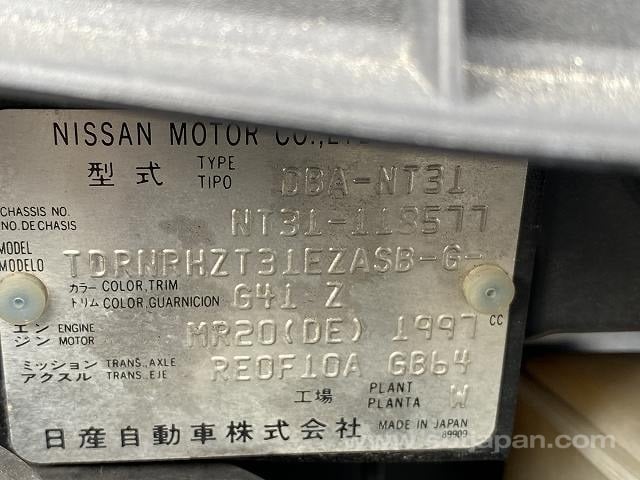 NISSAN MOTOR CO.,LTD
型式 TYPE TIPO DBA-NT31
CHASSIS NO. NO.DE CHASIS NT31-118577
MODEL MODELO TDRNRHZT31EZASB-G-
カラー COLOR,TRIM トリム COLOR,GUARNICION G41 Z
エンジン ENGINE MOTOR MR20(DE) 1997 CC
ミッション アクスル TRANS.,AXLE TRANS.,EJE RE0F10A GB64
工場 PLANT PLANTA W
日産自動車株式会社 MADE IN JAPAN
89909